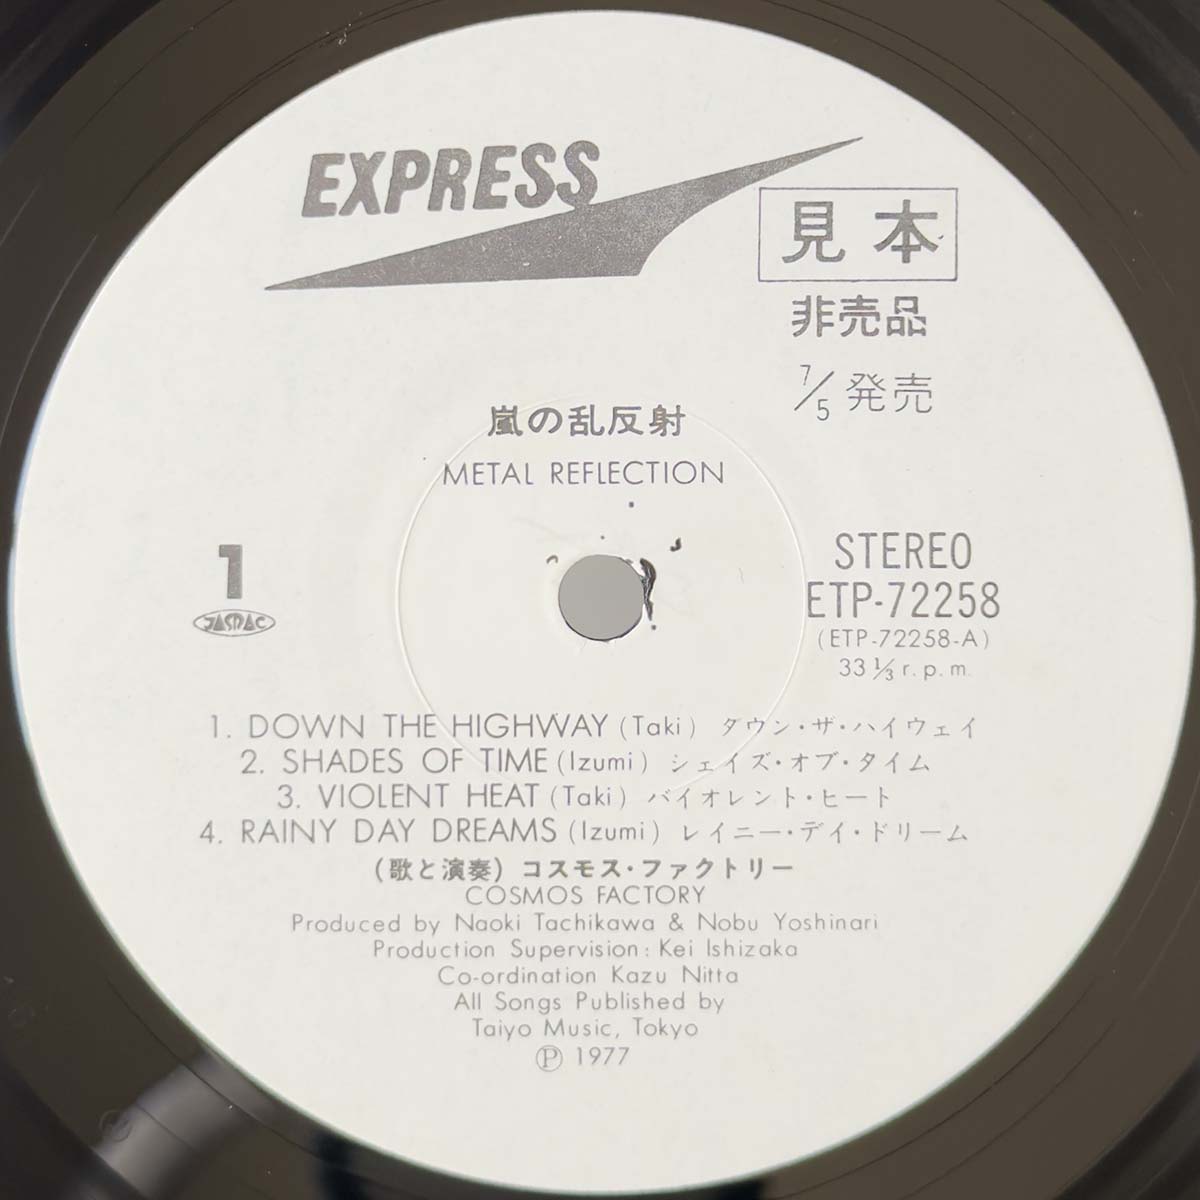 EXPRESS
見本
非売品
7/5 発売
嵐の乱反射
METAL REFLECTION
1
JASRAC
STEREO
ETP-72258
(ETP-72258-A)
33 1/3 r.p.m.
1. DOWN THE HIGHWAY (Taki) ダウン・ザ・ハイウェイ
2. SHADES OF TIME (Izumi) シェイズ・オブ・タイム
3. VIOLENT HEAT (Taki) バイオレント・ヒート
4. RAINY DAY DREAMS (Izumi) レイニー・デイ・ドリーム
(歌と演奏) コスモス・ファクトリー
COSMOS FACTORY
Produced by Naoki Tachikawa & Nobu Yoshinari
Production Supervision: Kei Ishizaka
Co-ordination Kazu Nitta
All Songs Published by
Taiyo Music, Tokyo
Ⓟ 1977